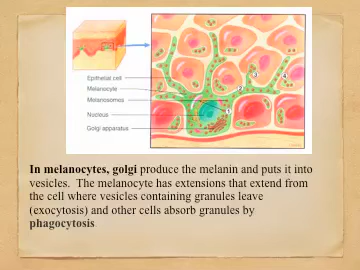 Epithelial cell
Melanocyte
Melanosomes
Nucleus
Golgi apparatus
1
2
3
4
In melanocytes, golgi produce the melanin and puts it into
vesicles. The melanocyte has extensions that extend from
the cell where vesicles containing granules leave
(exocytosis) and other cells absorb granules by
phagocytosis.